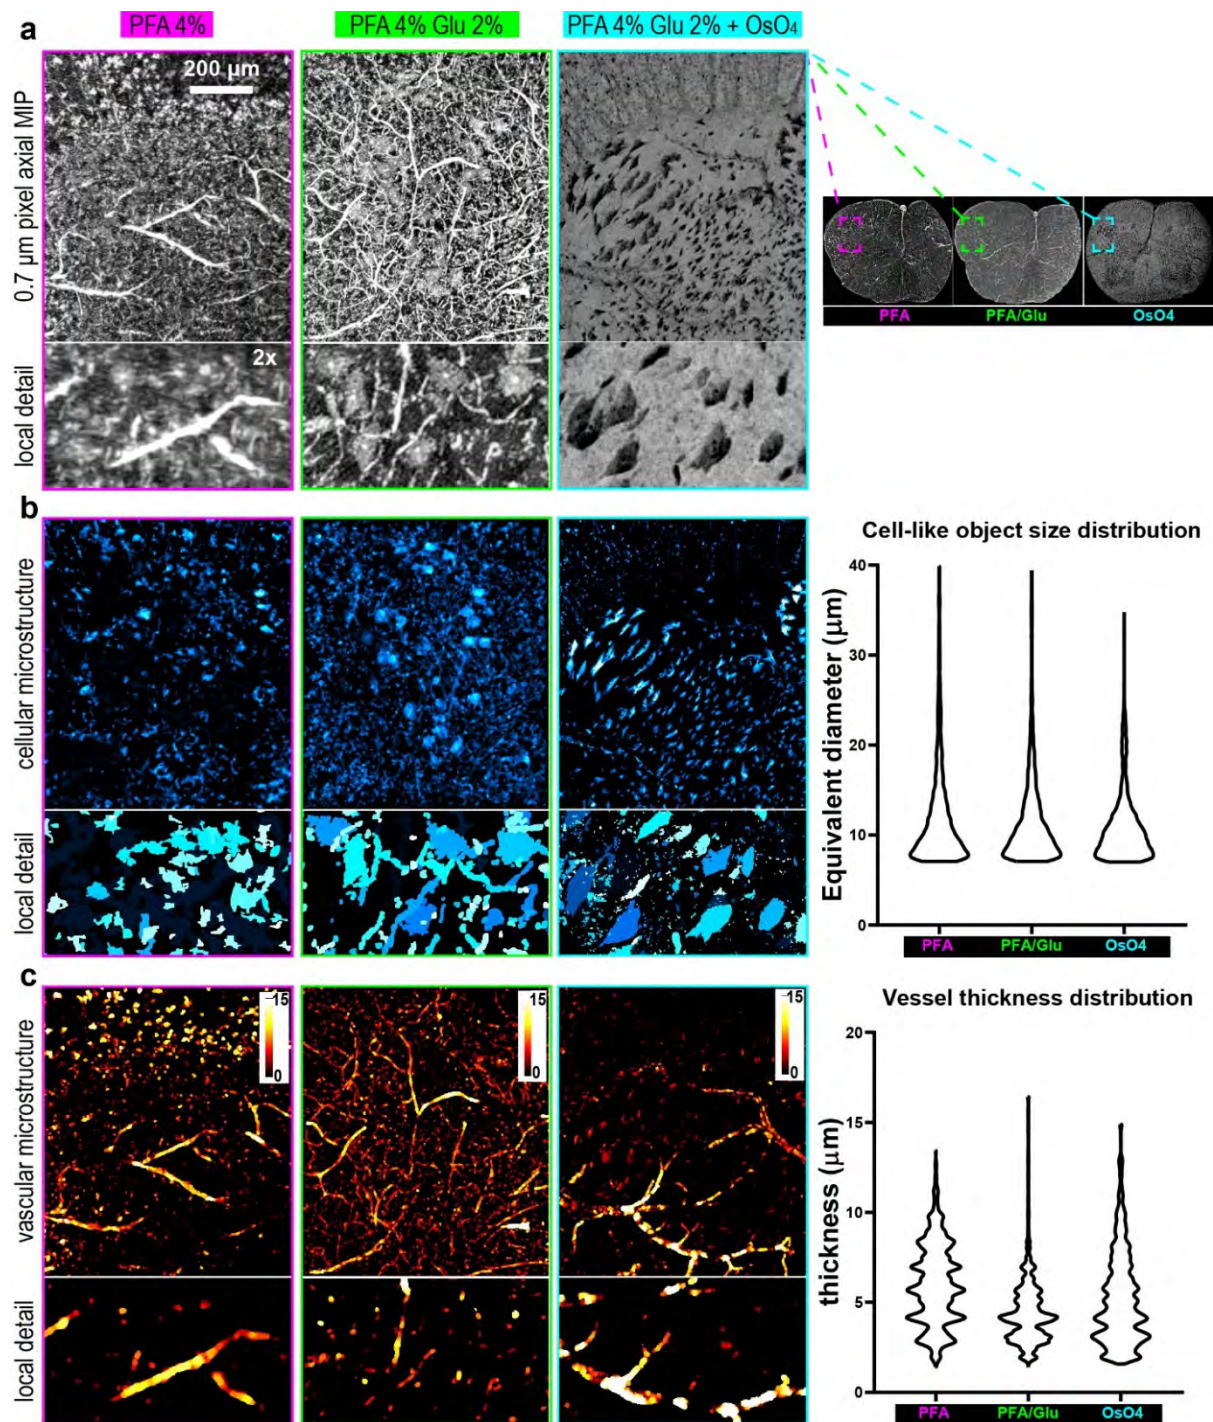 a
PFA 4%
PFA 4% Glu 2%
PFA 4% Glu 2% + OsO4
0.7 µm pixel axial MIP
200 µm
local detail
2x
PFA
PFA/Glu
OsO4
b
cellular microstructure
local detail
Cell-like object size distribution
Equivalent diameter (µm)
40
30
20
10
0
PFA
PFA/Glu
OsO4
c
vascular microstructure
local detail
15
0
15
0
15
0
Vessel thickness distribution
thickness (µm)
20
15
10
5
0
PFA
PFA/Glu
OsO4